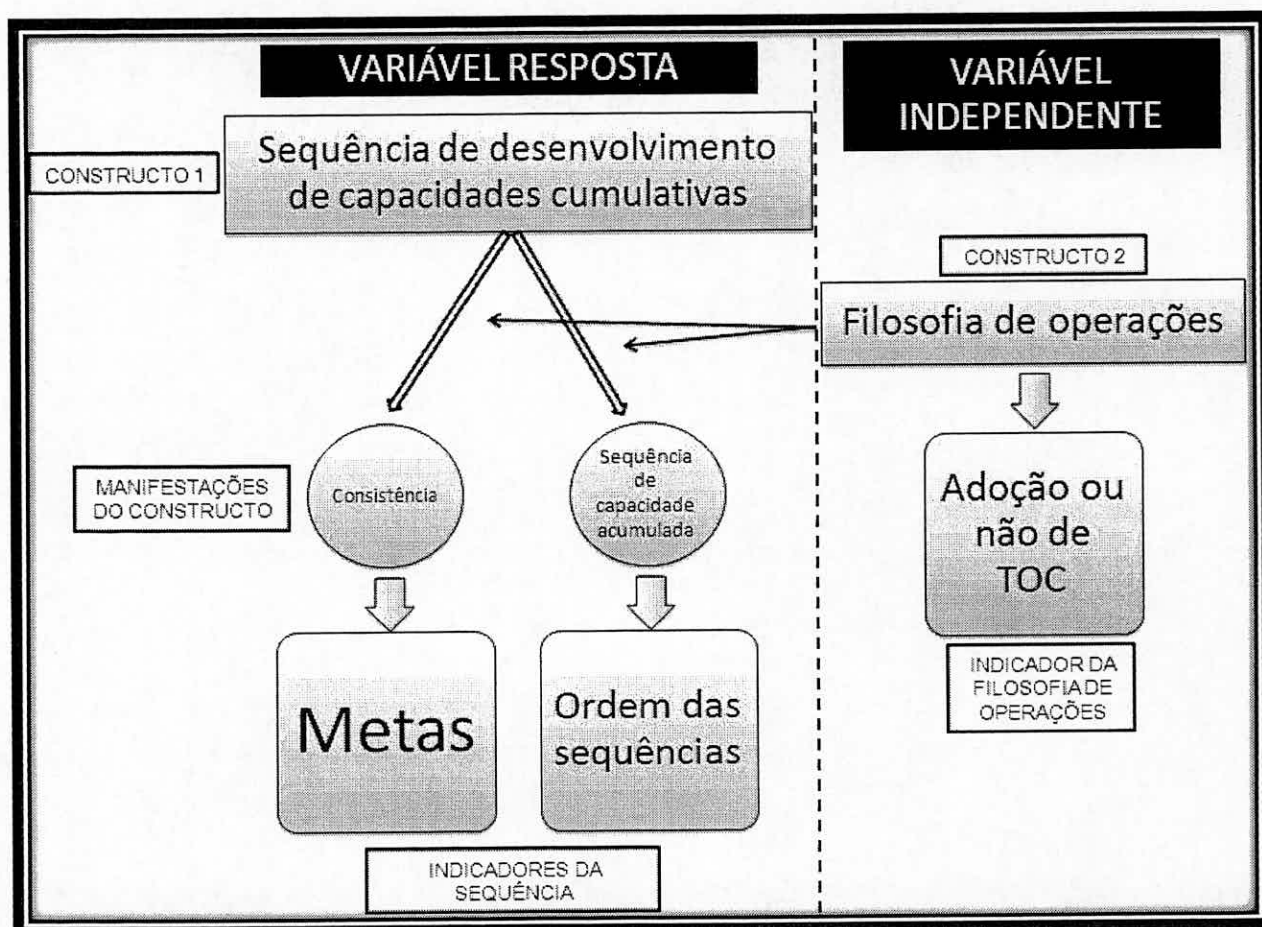 VARIÁVEL RESPOSTA
CONSTRUCTO 1
Sequência de desenvolvimento
de capacidades cumulativas
MANIFESTAÇÕES
DO CONSTRUCTO
Consistência
Sequência
de
capacidade
acumulada
Metas
Ordem das
sequências
INDICADORES DA
SEQUÊNCIA
VARIÁVEL
INDEPENDENTE
CONSTRUCTO 2
Filosofia de operações
Adoção ou
não de
TOC
INDICADOR DA
FILOSOFIA DE
OPERAÇÕES